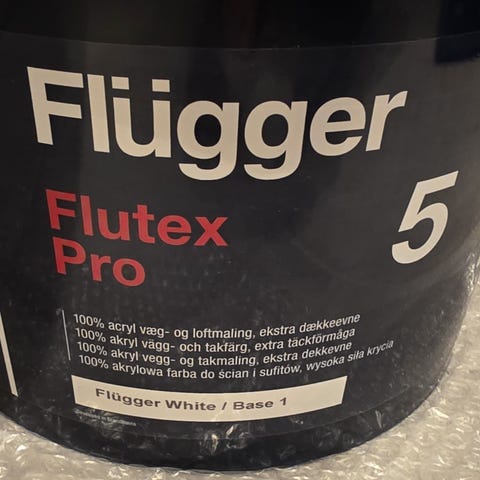 Flügger
Flutex
Pro
5
100% acryl væg- og loftmaling, ekstra dækkeevne
100% akryl vägg- och takfärg, extra täckförmåga
100% akryl vegg- og takmaling, ekstra dekkevne
100% akrylowa farba do ścian i sufitów, wysoka siła krycia
Flügger White / Base 1